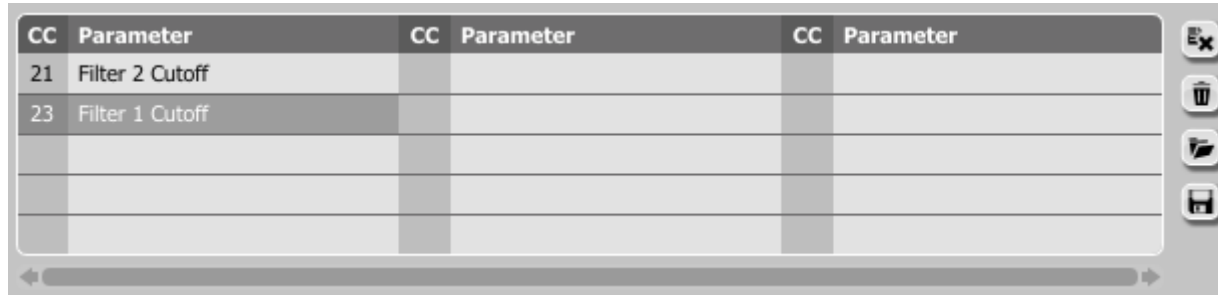 CC Parameter CC Parameter CC Parameter
21 Filter 2 Cutoff
23 Filter 1 Cutoff